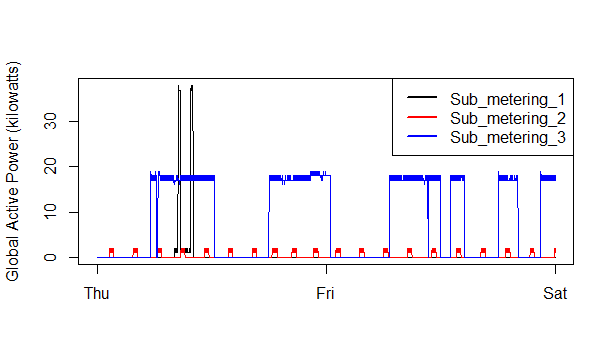 Global Active Power (kilowatts)
30
20
10
0
Sub_metering_1
Sub_metering_2
Sub_metering_3
Thu
Fri
Sat